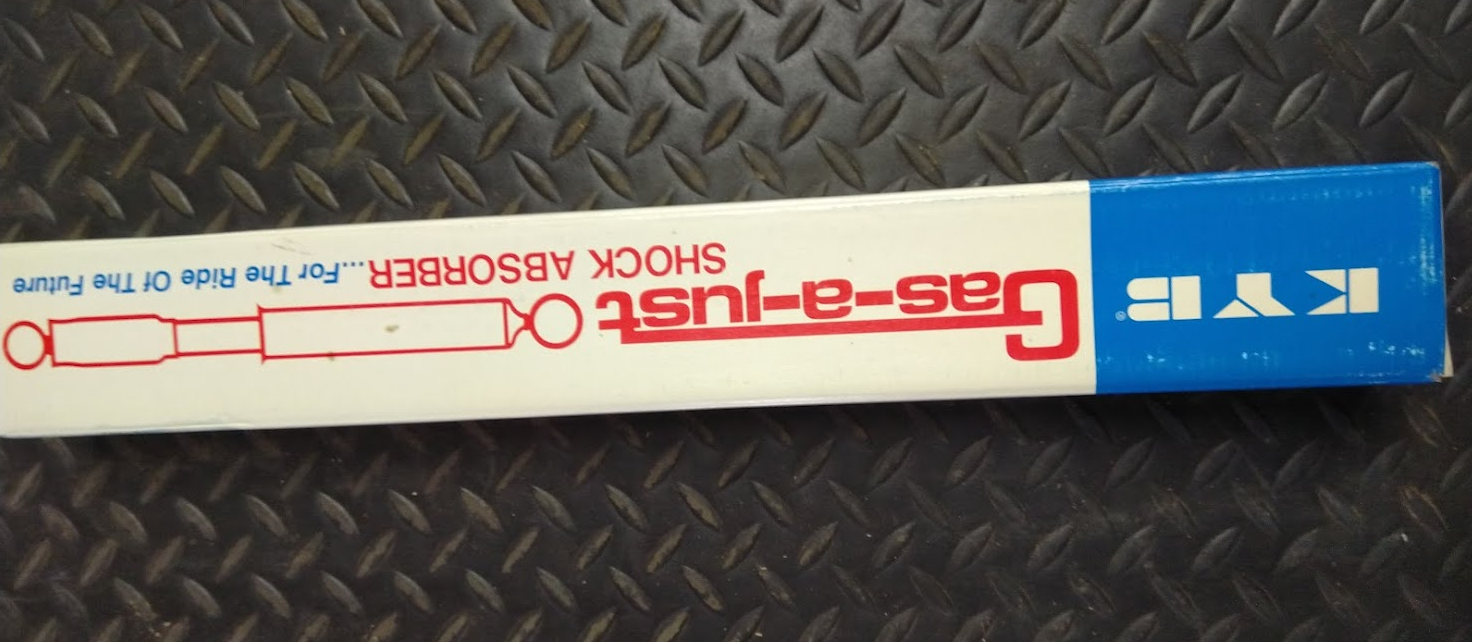 KYB®
Gas-a-just
SHOCK ABSORBER...For The Ride Of The Future